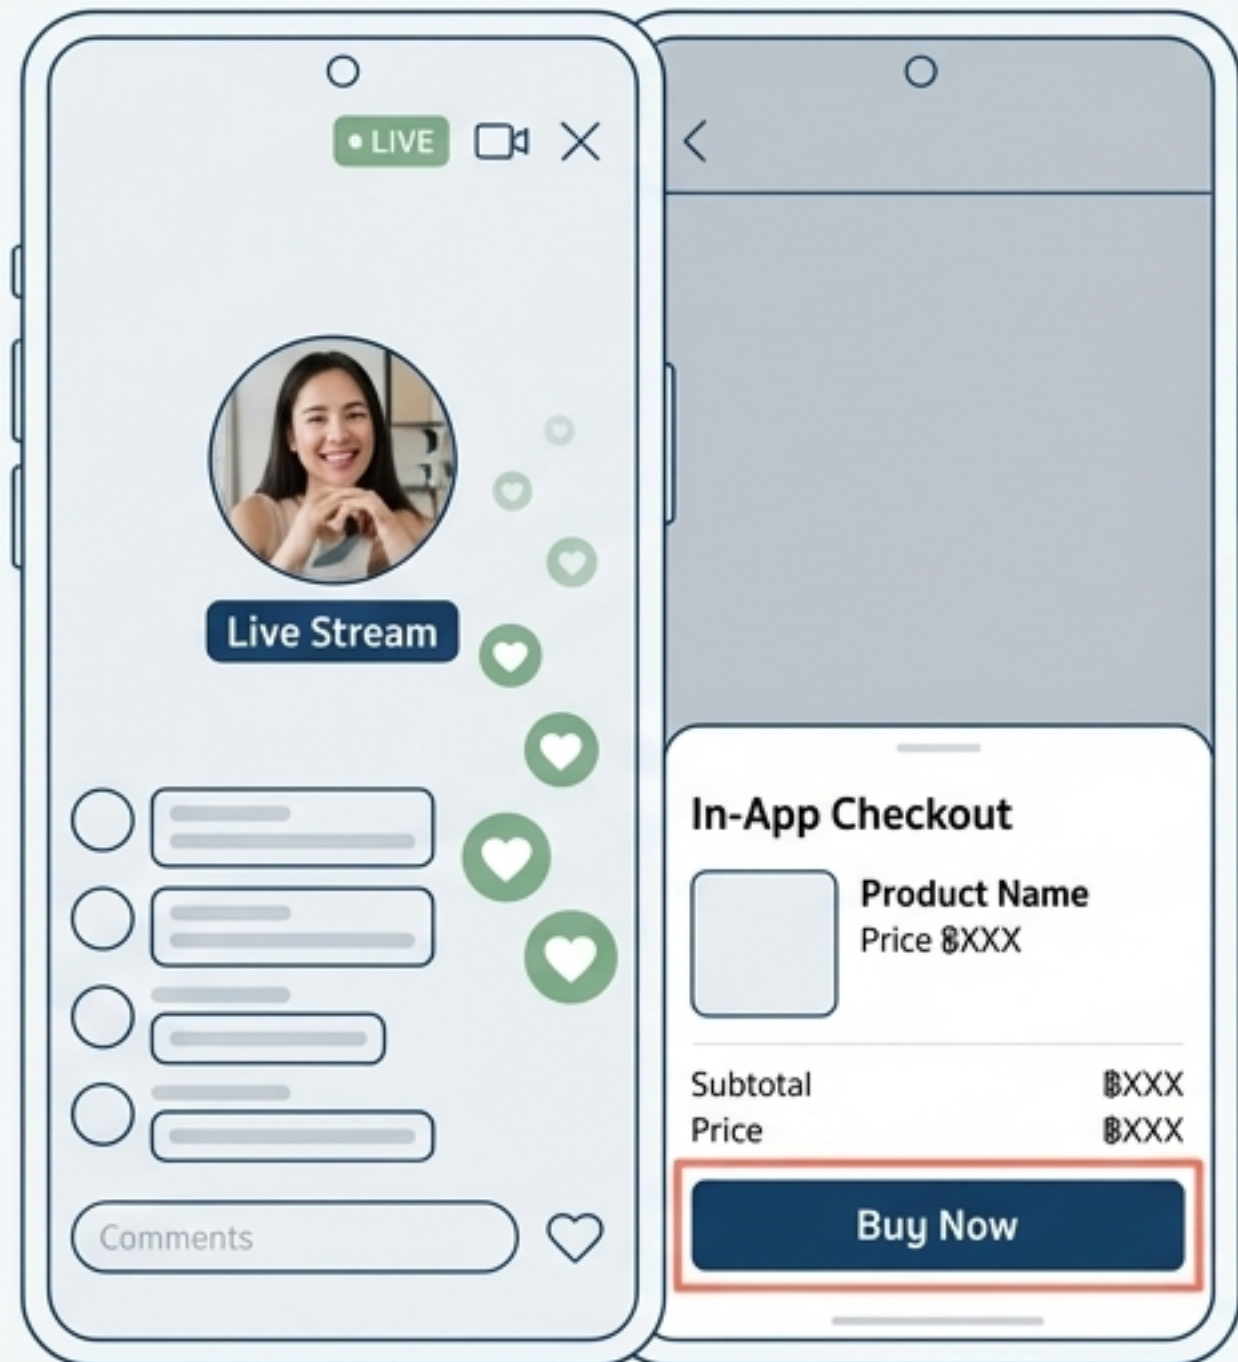 LIVE
Live Stream
Comments
In-App Checkout
Product Name
Price ฿XXX
Subtotal ฿XXX
Price ฿XXX
Buy Now